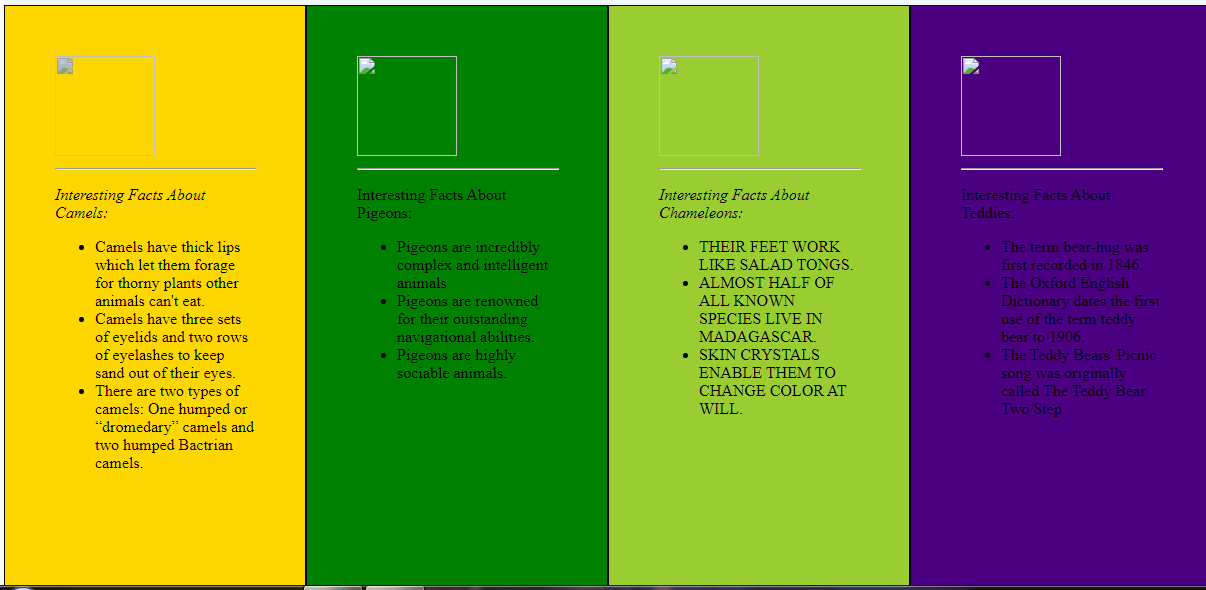 Interesting Facts About
Camels:
Camels have thick lips
which let them forage
for thorny plants other
animals can't eat.
Camels have three sets
of eyelids and two rows
of eyelashes to keep
sand out of their eyes.
There are two types of
camels: One humped or
“dromedary” camels and
two humped Bactrian
camels.
Interesting Facts About
Pigeons:
Pigeons are incredibly
complex and intelligent
animals
Pigeons are renowned
for their outstanding
navigational abilities.
Pigeons are highly
sociable animals.
Interesting Facts About
Chameleons:
THEIR FEET WORK
LIKE SALAD TONGS.
ALMOST HALF OF
ALL KNOWN
SPECIES LIVE IN
MADAGASCAR.
SKIN CRYSTALS
ENABLE THEM TO
CHANGE COLOR AT
WILL.
Interesting Facts About
Teddies:
The term bear-hug was
first recorded in 1846.
The Oxford English
Dictionary dates the first
use of the term teddy
bear to 1906.
The Teddy Bears' Picnic
song was originally
called The Teddy Bear
Two Step.